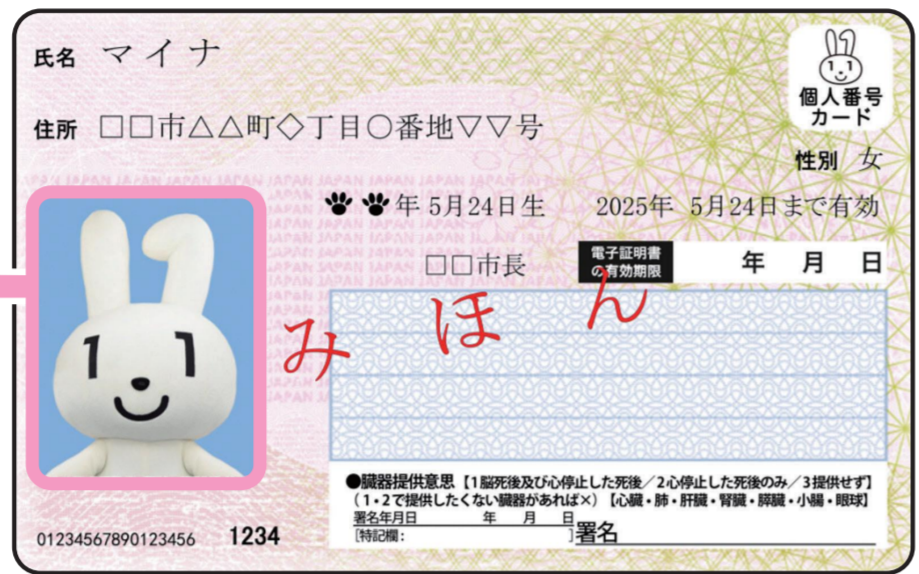 氏名 マイナ
個人番号
カード
住所 □□市△△町◇丁目○番地▽▽号
性別 女
年 5月24日生 2025年 5月24日まで有効
□□市長
電子証明書
の有効期限
年 月 日
みほん
●臓器提供意思【1脳死後及び心停止した死後/2心停止した死後のみ/3提供せず】
(1・2で提供したくない臓器があれば×)【心臓・肺・肝臓・腎臓・膵臓・小腸・眼球】
署名年月日 年 月 日
[特記欄: ]署名
01234567890123456 1234
JAPAN JAPAN JAPAN JAPAN JAPAN JAPAN